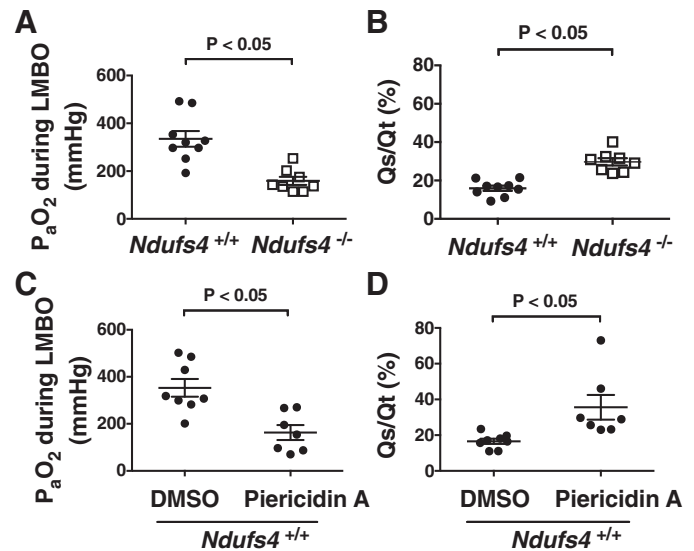 A
P < 0.05
PaO2 during LMBO
(mmHg)
600
400
200
0
Ndufs4 +/+
Ndufs4 -/-
B
P < 0.05
Qs/Qt (%)
80
60
40
20
0
Ndufs4 +/+
Ndufs4 -/-
C
P < 0.05
PaO2 during LMBO
(mmHg)
600
400
200
0
DMSO
Piericidin A
Ndufs4 +/+
D
P < 0.05
Qs/Qt (%)
80
60
40
20
0
DMSO
Piericidin A
Ndufs4 +/+